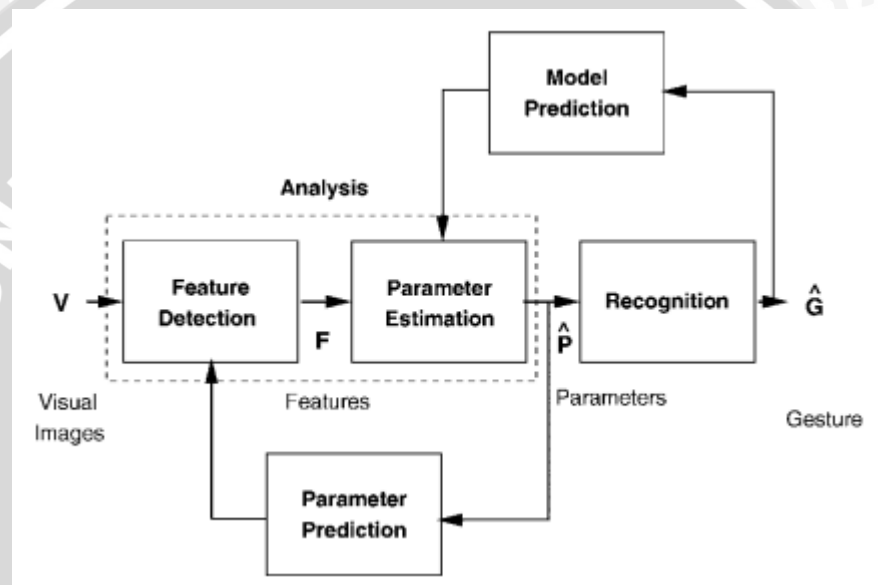 Model
Prediction
Analysis
V
Feature
Detection
F
Parameter
Estimation
P̂
Recognition
Ĝ
Visual
Images
Features
Parameters
Gesture
Parameter
Prediction